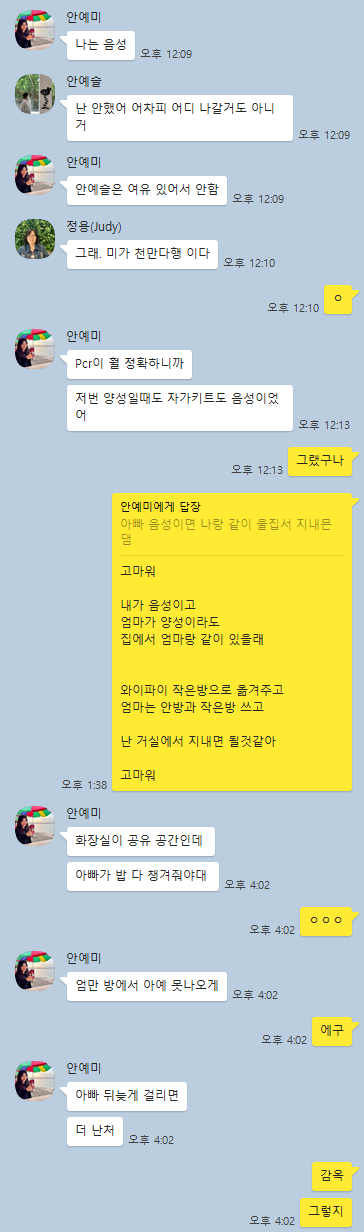 안예미
나는 음성
오후 12:09
안예슬
난 안했어 어차피 어디 나갈거도 아니
거
오후 12:09
안예미
안예슬은 여유 있어서 안함
오후 12:09
정용(Judy)
그래. 미가 천만다행 이다
오후 12:10
ㅇ
오후 12:10
안예미
Pcr이 훨 정확하니까
저번 양성일때도 자가키트도 음성이었
어
오후 12:13
그랬구나
오후 12:13
안예미에게 답장
아빠 음성이면 나랑 같이 울집서 지내믄
댐
고마워
내가 음성이고
엄마가 양성이라도
집에서 엄마랑 같이 있을래
와이파이 작은방으로 옮겨주고
엄마는 안방과 작은방 쓰고
난 거실에서 지내면 될것같아
고마워
오후 1:38
안예미
화장실이 공유 공간인데
아빠가 밥 다 챙겨줘야대
오후 4:02
ㅇㅇㅇ
오후 4:02
안예미
엄만 방에서 아예 못나오게
오후 4:02
에구
오후 4:02
안예미
아빠 뒤늦게 걸리면
더 난처
오후 4:02
감옥
그렇지
오후 4:02